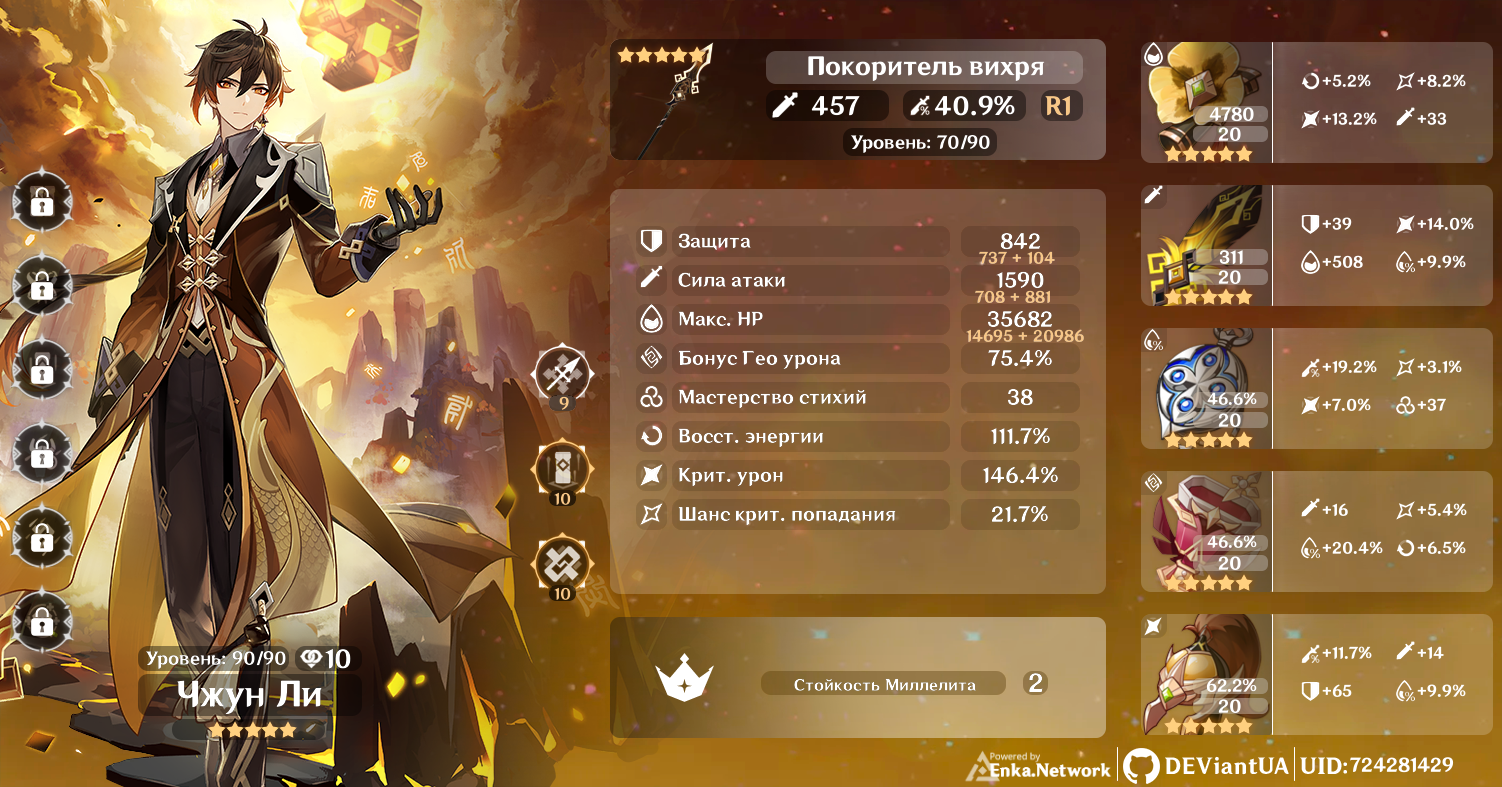 Уровень: 90/90 10
Чжун Ли
9
10
10
Покоритель вихря
457 40.9% R1
Уровень: 70/90
Защита 842
737 + 104
Сила атаки 1590
708 + 881
Макс. HP 35682
14695 + 20986
Бонус Гео урона 75.4%
Мастерство стихий 38
Восст. энергии 111.7%
Крит. урон 146.4%
Шанс крит. попадания 21.7%
Стойкость Миллелита 2
4780
20
+5.2% +8.2%
+13.2% +33
311
20
+39 +14.0%
+508 +9.9%
46.6%
20
+19.2% +3.1%
+7.0% +37
46.6%
20
+16 +5.4%
+20.4% +6.5%
62.2%
20
+11.7% +14
+65 +9.9%
Powered by
Enka.Network DEViantUA UID:724281429